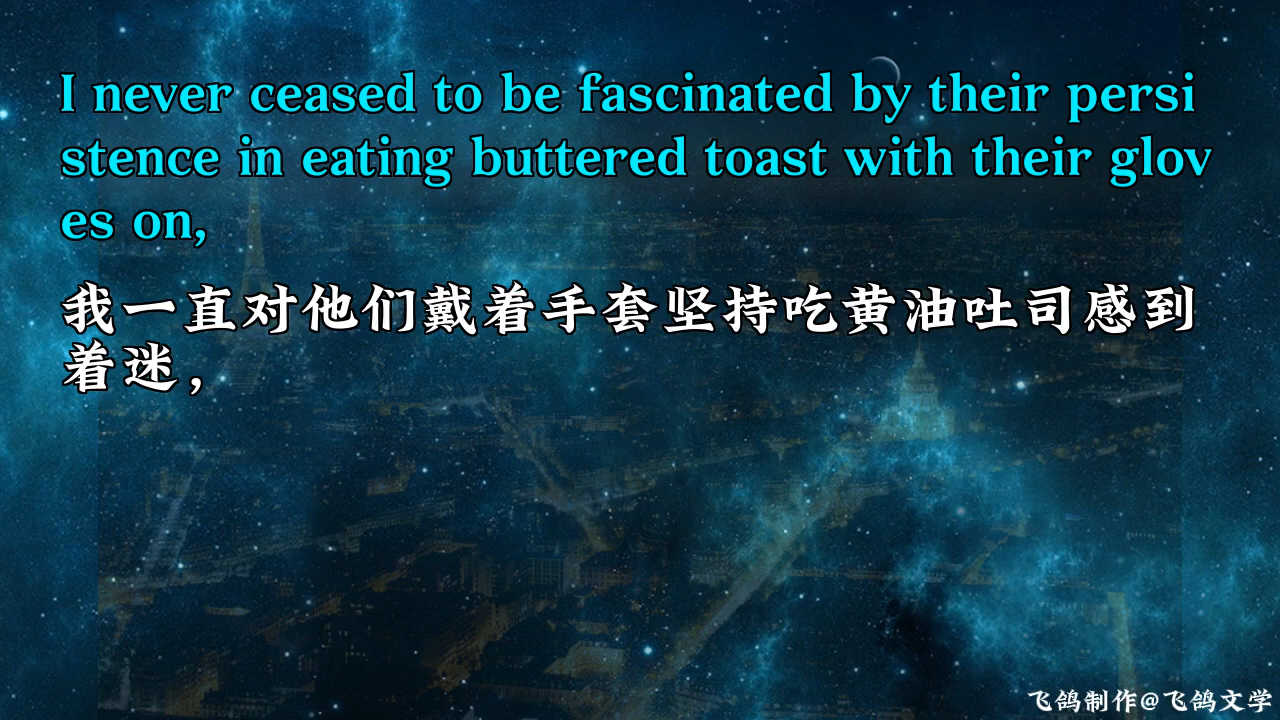 I never ceased to be fascinated by their persi
stence in eating buttered toast with their glov
es on,
我一直对他们戴着手套坚持吃黄油吐司感到
着迷，
飞鸽制作@飞鸽文学